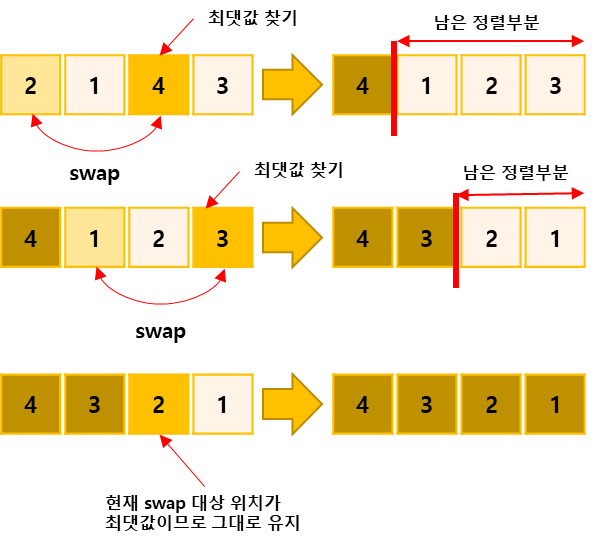 최댓값 찾기
남은 정렬부분
2 1 4 3
4 1 2 3
swap
최댓값 찾기
남은 정렬부분
4 1 2 3
4 3 2 1
swap
4 3 2 1
4 3 2 1
현재 swap 대상 위치가
최댓값이므로 그대로 유지